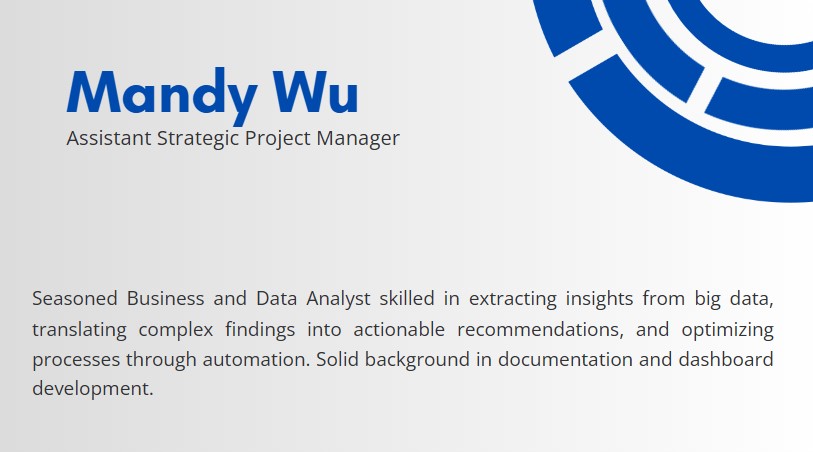 Mandy Wu
Assistant Strategic Project Manager
Seasoned Business and Data Analyst skilled in extracting insights from big data,
translating complex findings into actionable recommendations, and optimizing
processes through automation. Solid background in documentation and dashboard
development.